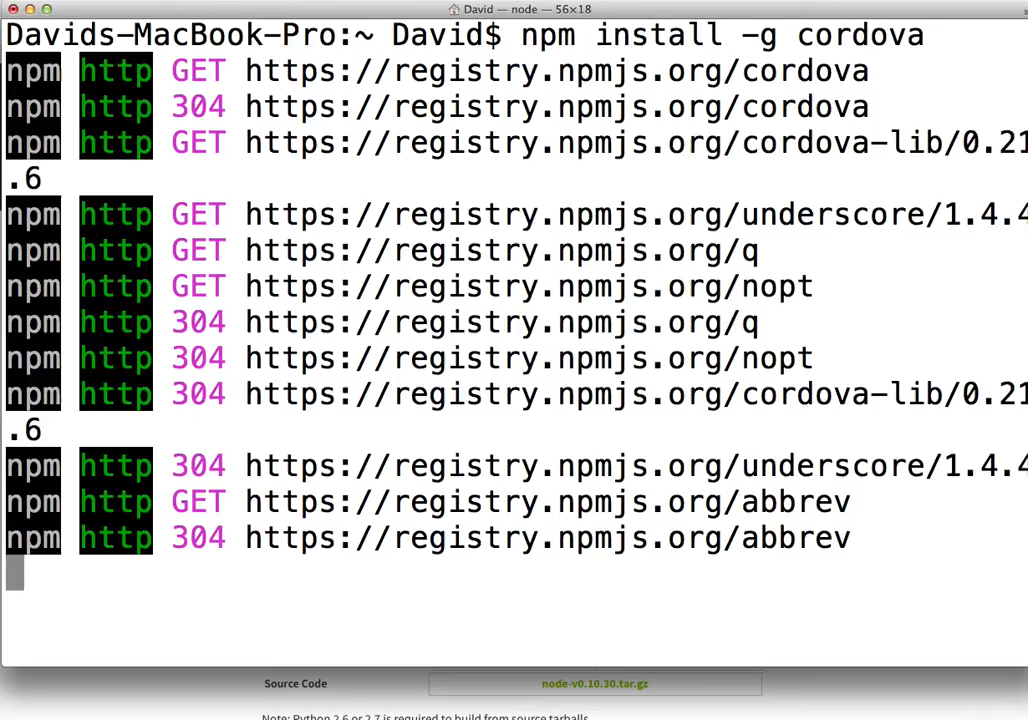 David — node — 56×18
Davids-MacBook-Pro:~ David$ npm install -g cordova
npm http GET https://registry.npmjs.org/cordova
npm http 304 https://registry.npmjs.org/cordova
npm http GET https://registry.npmjs.org/cordova-lib/0.21
.6
npm http GET https://registry.npmjs.org/underscore/1.4.4
npm http GET https://registry.npmjs.org/q
npm http GET https://registry.npmjs.org/nopt
npm http 304 https://registry.npmjs.org/q
npm http 304 https://registry.npmjs.org/nopt
npm http 304 https://registry.npmjs.org/cordova-lib/0.21
.6
npm http 304 https://registry.npmjs.org/underscore/1.4.4
npm http GET https://registry.npmjs.org/abbrev
npm http 304 https://registry.npmjs.org/abbrev
Source Code node-v0.10.30.tar.gz
Note: Python 2.6 or 2.7 is required to build from source tarballs.